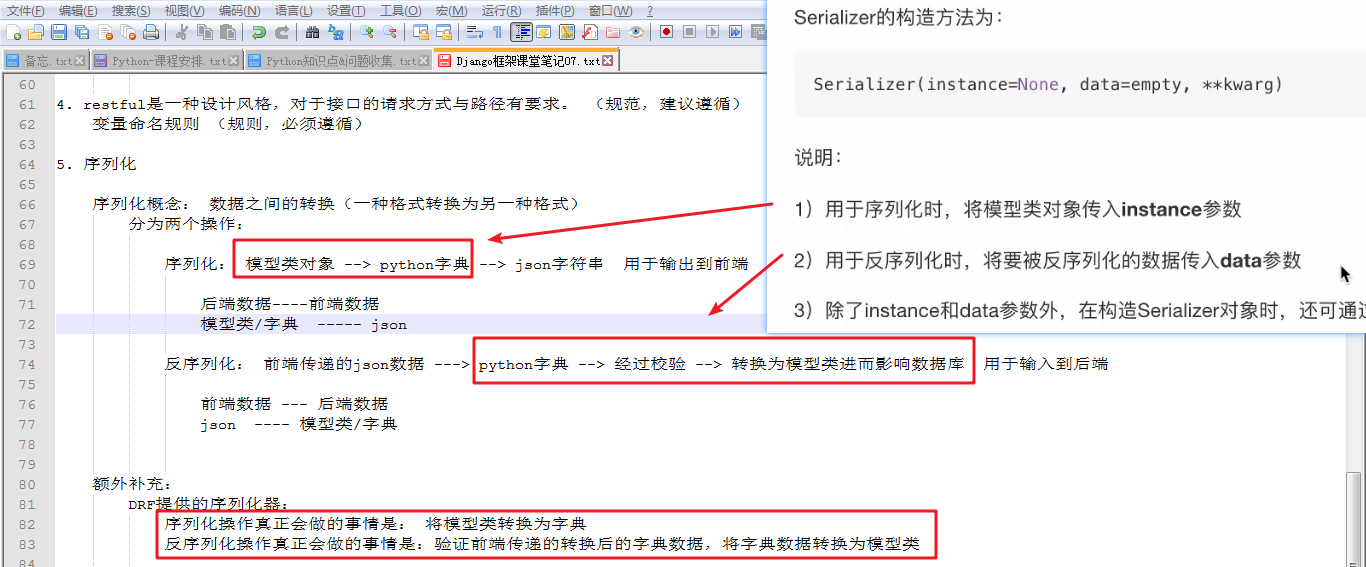 文件(F) 编辑(E) 搜索(S) 视图(V) 编码(N) 语言(L) 设置(T) 工具(O) 宏(M) 运行(R) 插件(P) 窗口(W) ?
备忘.txt Python-课程安排.txt Python知识点&问题收集.txt Django框架课堂笔记07.txt
60
61 4. restful是一种设计风格，对于接口的请求方式与路径有要求。 （规范，建议遵循）
62 变量命名规则 （规则，必须遵循）
63
64 5. 序列化
65
66 序列化概念： 数据之间的转换（一种格式转换为另一种格式）
67 分为两个操作：
68
69 序列化： 模型类对象 --> python字典 --> json字符串 用于输出到前端
70
71 后端数据----前端数据
72 模型类/字典 ----- json
73
74 反序列化： 前端传递的json数据 ---> python字典 --> 经过校验 --> 转换为模型类进而影响数据库 用于输入到后端
75
76 前端数据 --- 后端数据
77 json ---- 模型类/字典
78
79
80 额外补充：
81 DRF提供的序列化器：
82 序列化操作真正会做的事情是： 将模型类转换为字典
83 反序列化操作真正会做的事情是：验证前端传递的转换后的字典数据，将字典数据转换为模型类
84
Serializer的构造方法为：
Serializer(instance=None, data=empty, **kwarg)
说明：
1）用于序列化时，将模型类对象传入instance参数
2）用于反序列化时，将要被反序列化的数据传入data参数
3）除了instance和data参数外，在构造Serializer对象时，还可通过